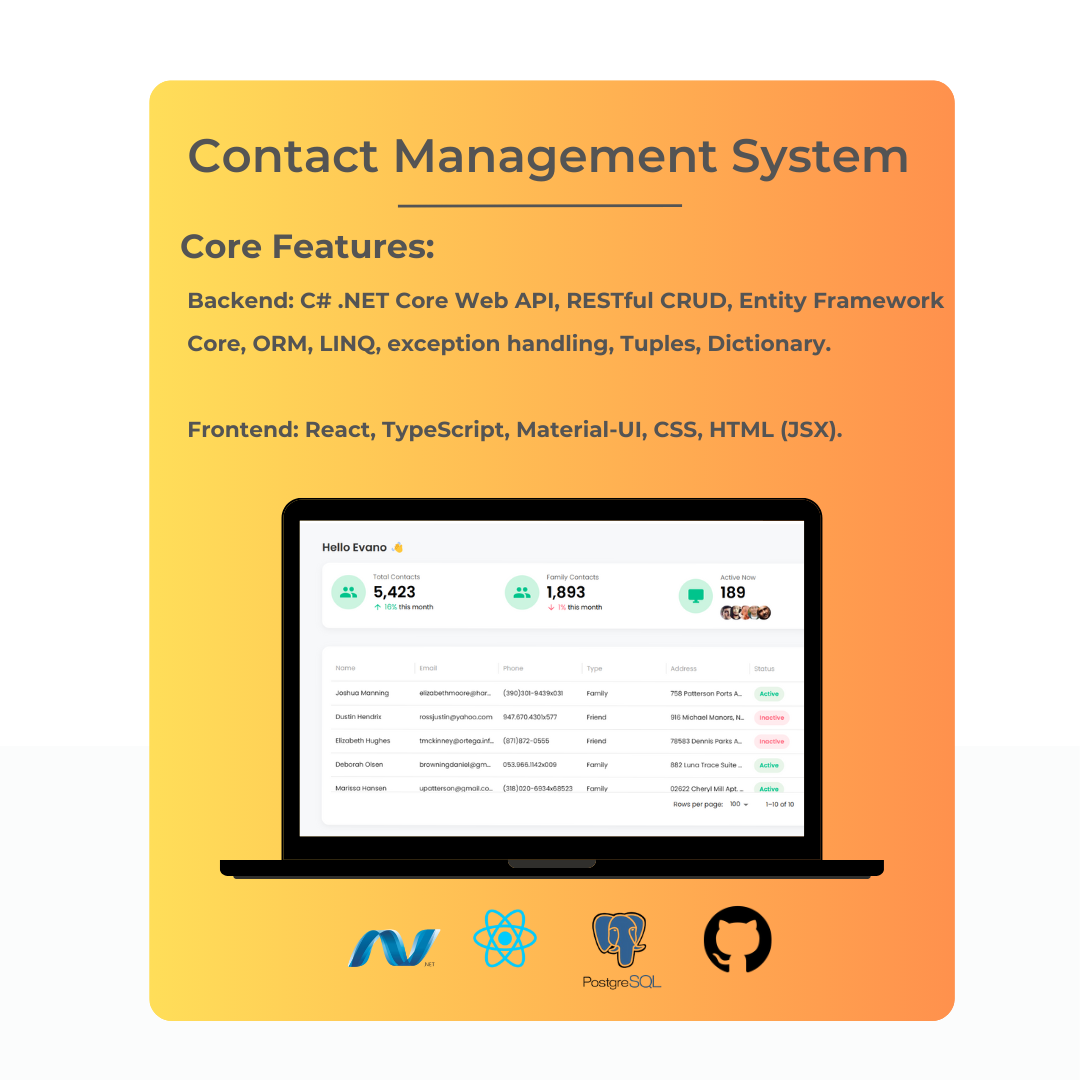 Contact Management System
Core Features:
Backend: C# .NET Core Web API, RESTful CRUD, Entity Framework
Core, ORM, LINQ, exception handling, Tuples, Dictionary.
Frontend: React, TypeScript, Material-UI, CSS, HTML (JSX).
Hello Evano 👋
Total Contacts
5,423
↑ 16% this month
Family Contacts
1,893
↓ 1% this month
Active Now
189
Name Email Phone Type Address Status
Joshua Manning elizabethmoore@har... (390)301-9439x031 Family 758 Patterson Ports A... Active
Dustin Hendrix rossjustin@yahoo.com 947.670.4301x577 Friend 916 Michael Manors, N... Inactive
Elizabeth Hughes tmckinney@ortega.inf... (871)872-0555 Friend 78583 Dennis Parks A... Inactive
Deborah Olsen browningdaniel@gm... 053.966.1142x009 Family 882 Luna Trace Suite ... Active
Marissa Hansen upatterson@gmail.co... (318)020-6934x68523 Family 02622 Cheryl Mill Apt. ... Active
Rows per page: 100 1–10 of 10
.NET
PostgreSQL